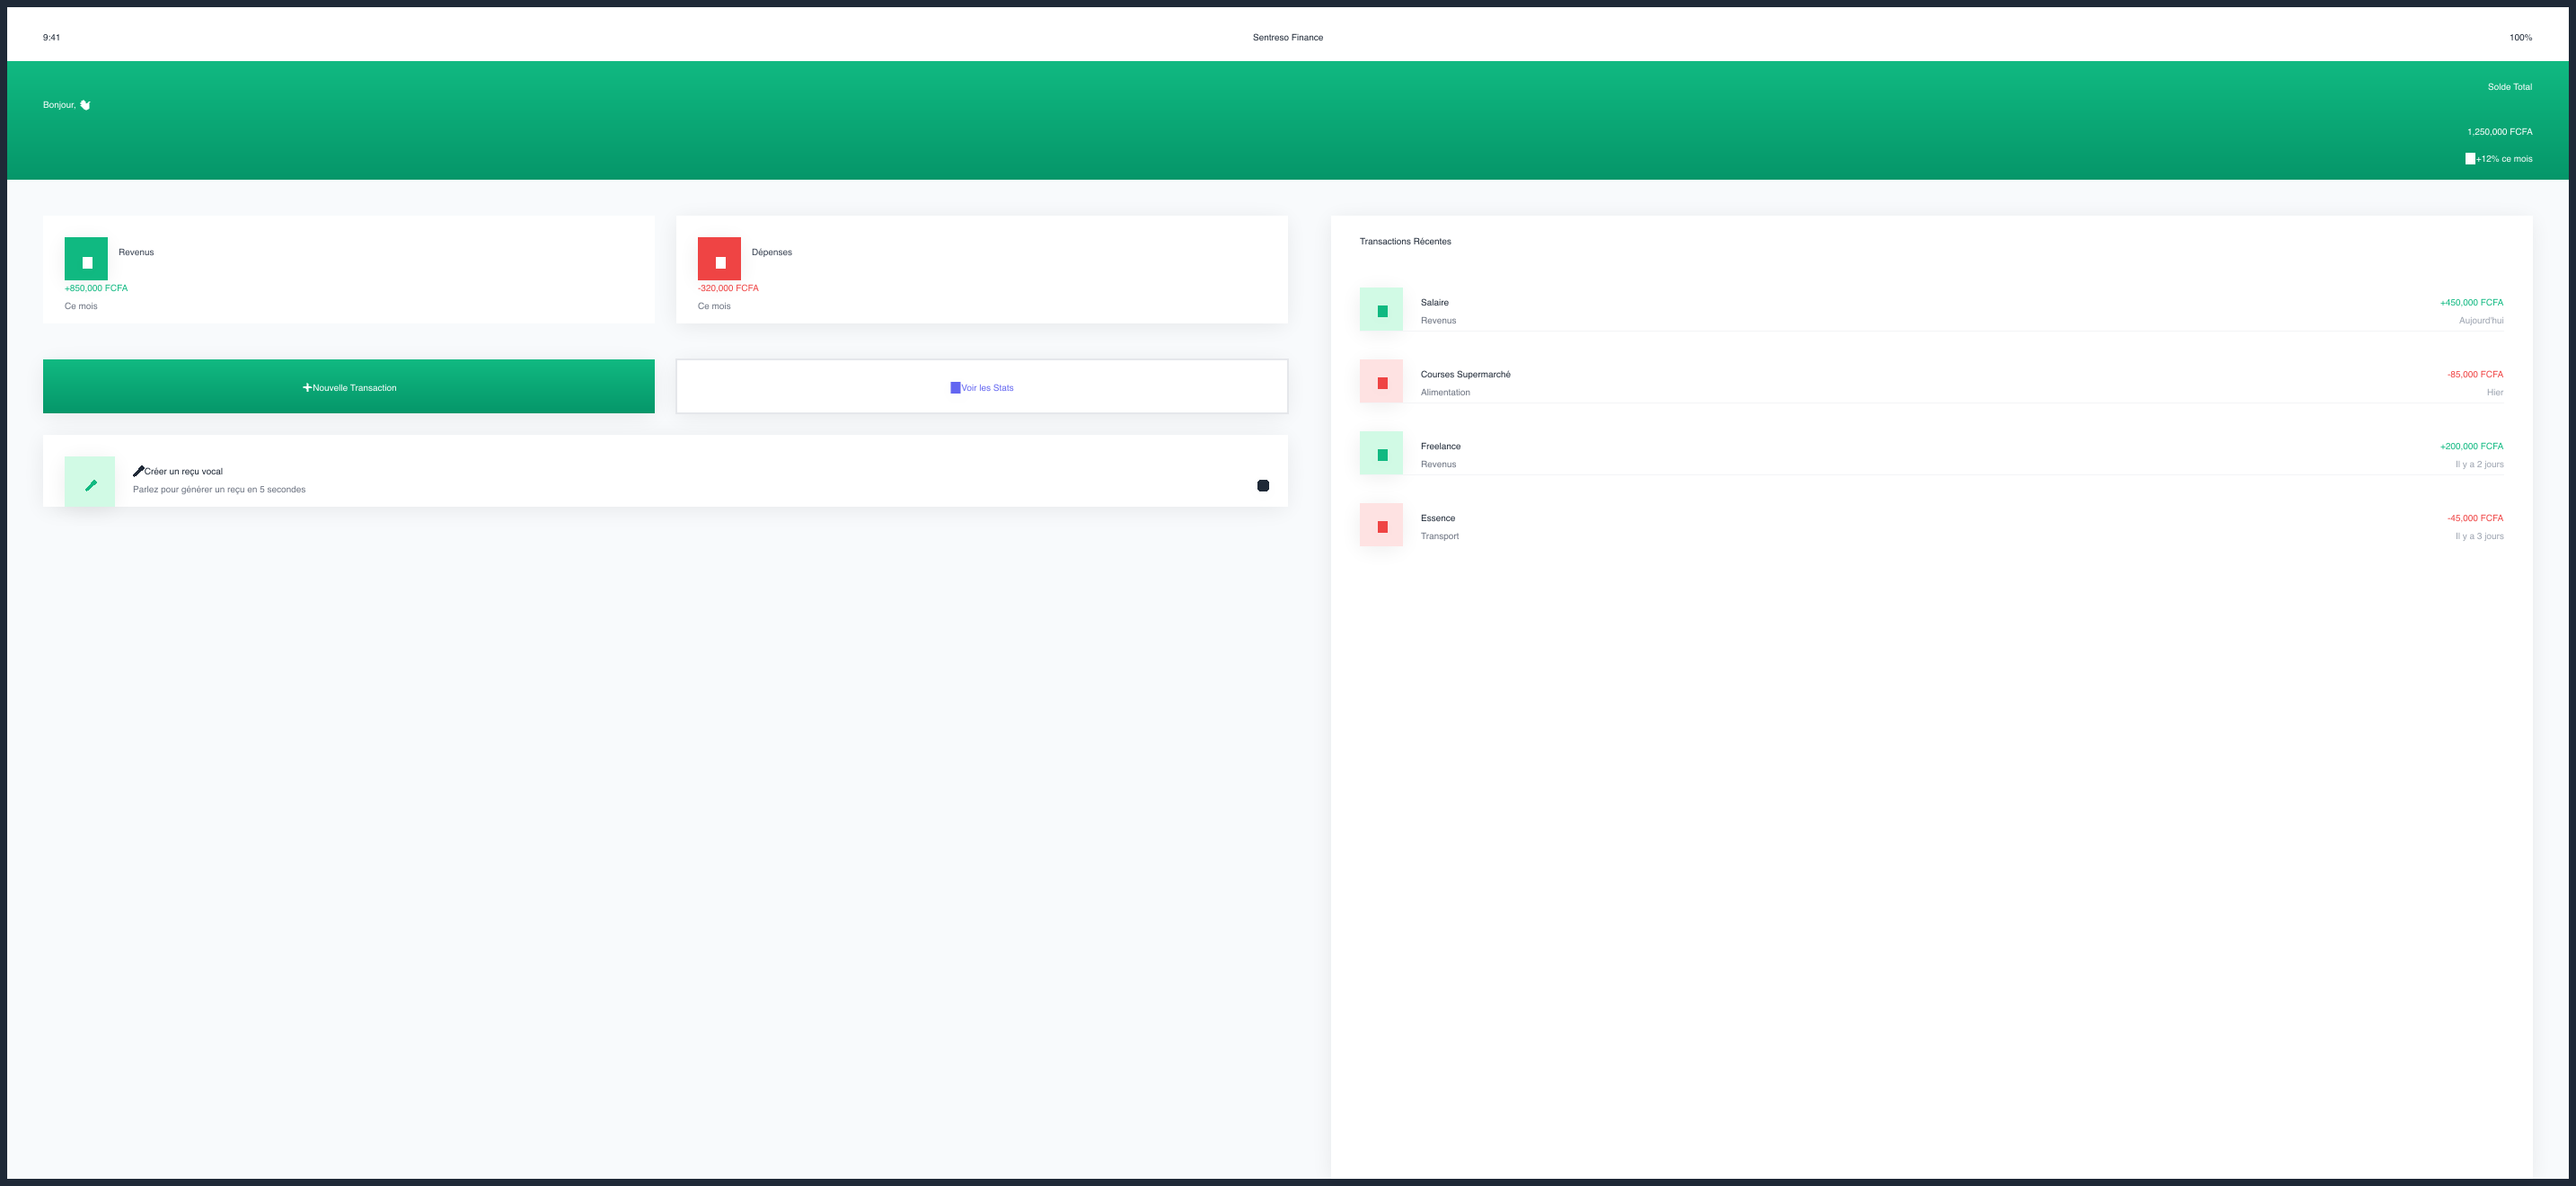 9:41
Sentreso Finance
100%
Bonjour,
Solde Total
1,250,000 FCFA
+12% ce mois
Revenus
+850,000 FCFA
Ce mois
Dépenses
-320,000 FCFA
Ce mois
+Nouvelle Transaction
Voir les Stats
Créer un reçu vocal
Parlez pour générer un reçu en 5 secondes
Transactions Récentes
Salaire
+450,000 FCFA
Revenus
Aujourd'hui
Courses Supermarché
-85,000 FCFA
Alimentation
Hier
Freelance
+200,000 FCFA
Revenus
Il y a 2 jours
Essence
-45,000 FCFA
Transport
Il y a 3 jours